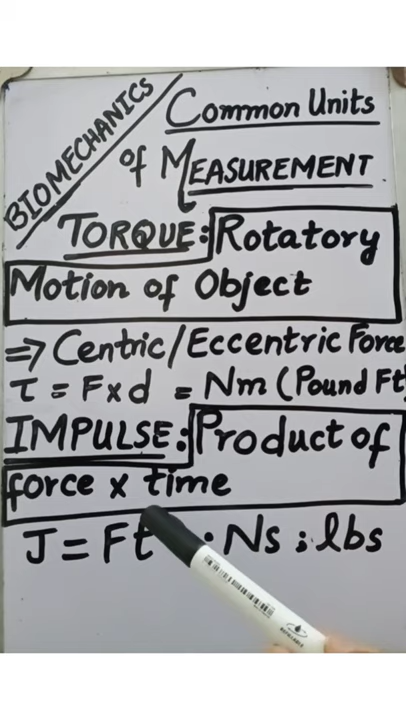 BIOMECHANICS
Common Units
of MEASUREMENT
TORQUE: Rotatory
Motion of Object
⇒ Centric/Eccentric Force
τ = F x d = Nm (Pound Ft
IMPULSE: Product of
force x time
J = Ft : Ns ; lbs